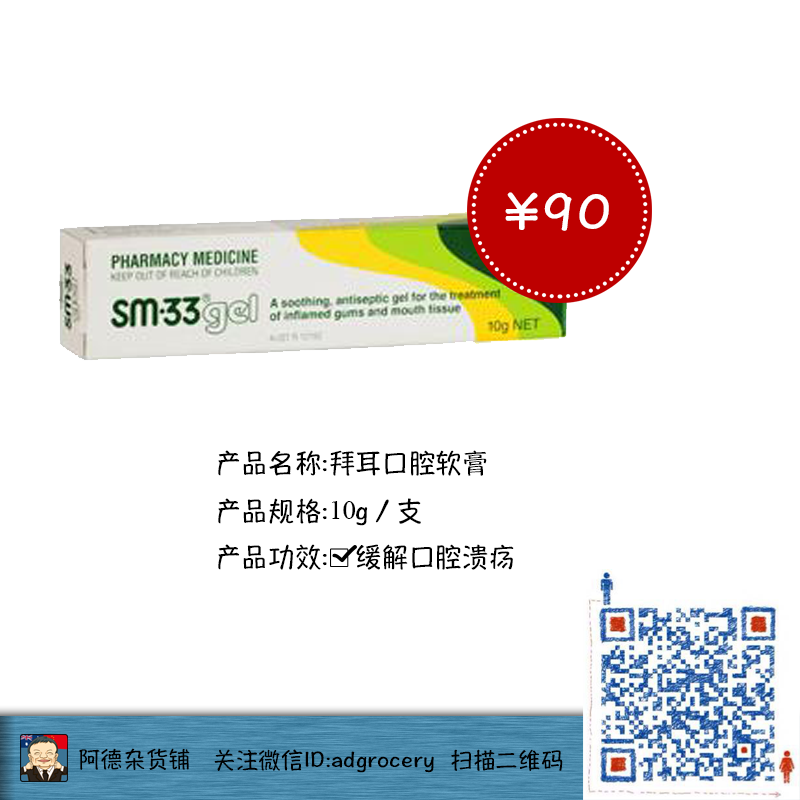 ¥90
PHARMACY MEDICINE
KEEP OUT OF REACH OF CHILDREN
SM·33® gel
A soothing, antiseptic gel for the treatment
of inflamed gums and mouth tissue
10g NET
SM·33
产品名称:拜耳口腔软膏
产品规格:10g / 支
产品功效:☑缓解口腔溃疡
阿德杂货铺 关注微信ID:adgrocery 扫描二维码